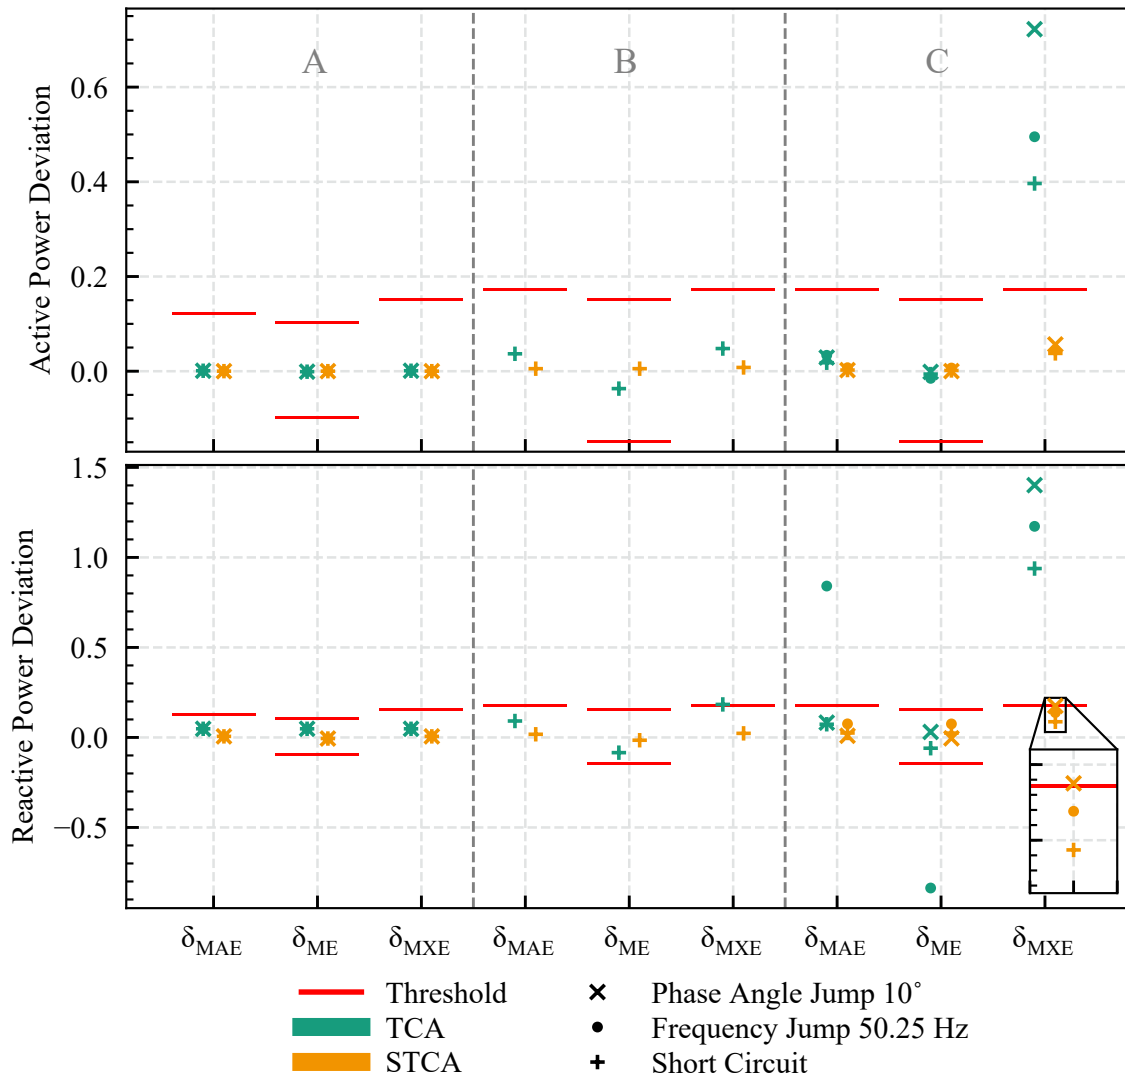 A B C
Active Power Deviation
0.6
0.4
0.2
0.0
Reactive Power Deviation
1.5
1.0
0.5
0.0
−0.5
δMAE δME δMXE δMAE δME δMXE δMAE δME δMXE
Threshold
TCA
STCA
Phase Angle Jump 10°
Frequency Jump 50.25 Hz
Short Circuit